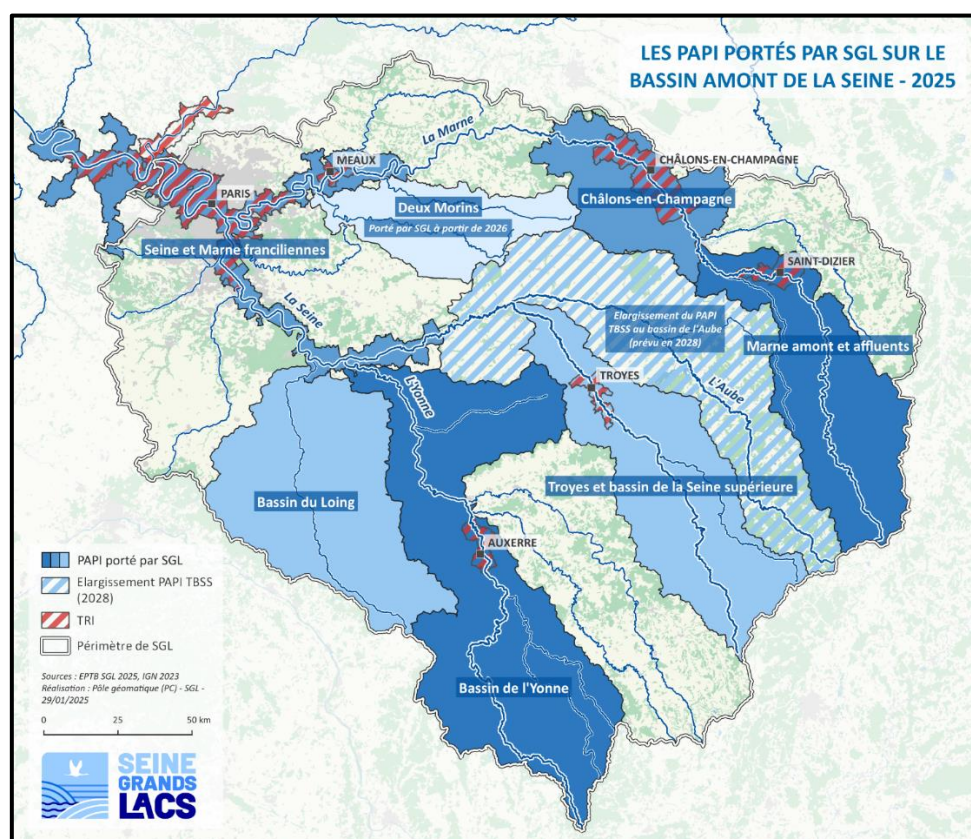 LES PAPI PORTÉS PAR SGL SUR LE
BASSIN AMONT DE LA SEINE - 2025
La Marne
MEAUX
CHÂLONS-EN-CHAMPAGNE
PARIS
Deux Morins
Châlons-en-Champagne
Porté par SGL à partir de 2026
Seine et Marne franciliennes
SAINT-DIZIER
La Seine
Elargissement du PAPI
TBSS au bassin de l'Aube
(prévu en 2028)
Marne amont et affluents
TROYES
L'Aube
L'Yonne
Bassin du Loing
Troyes et bassin de la Seine supérieure
AUXERRE
Bassin de l'Yonne
PAPI porté par SGL
Elargissement PAPI TBSS
(2028)
TRI
Périmètre de SGL
Sources : EPTB SGL 2025, IGN 2023
Réalisation : Pôle géomatique (PC) - SGL -
29/01/2025
0 25 50 km
SEINE
GRANDS
LACS